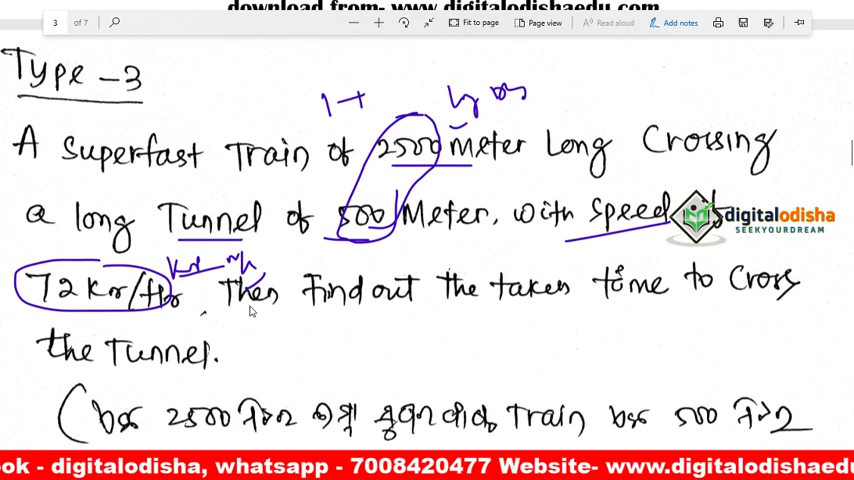 download from- www.digitalodishaedu.com
3 of 7 Fit to page Page view Read aloud Add notes
Type - 3
1-t
A Superfast Train of 2500 meter Long Crossing
a long Tunnel of 500 Meter, with Speed
digitalodisha
SEEKYOURDREAM
72 Km/Hr, Then Find out the taken time to Cross
the Tunnel.
2500 Train 500
ok - digitalodisha, whatsapp - 7008420477 Website- www.digitalodishaedu